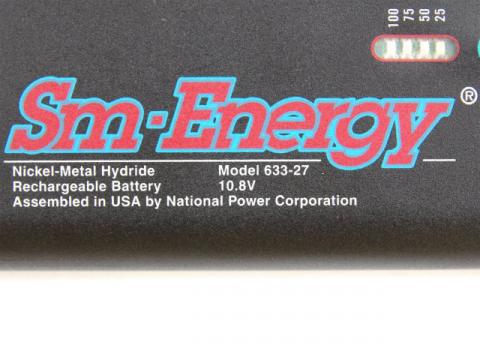 100 75 50 25
Sm·Energy®
Nickel-Metal Hydride Model 633-27
Rechargeable Battery 10.8V
Assembled in USA by National Power Corporation